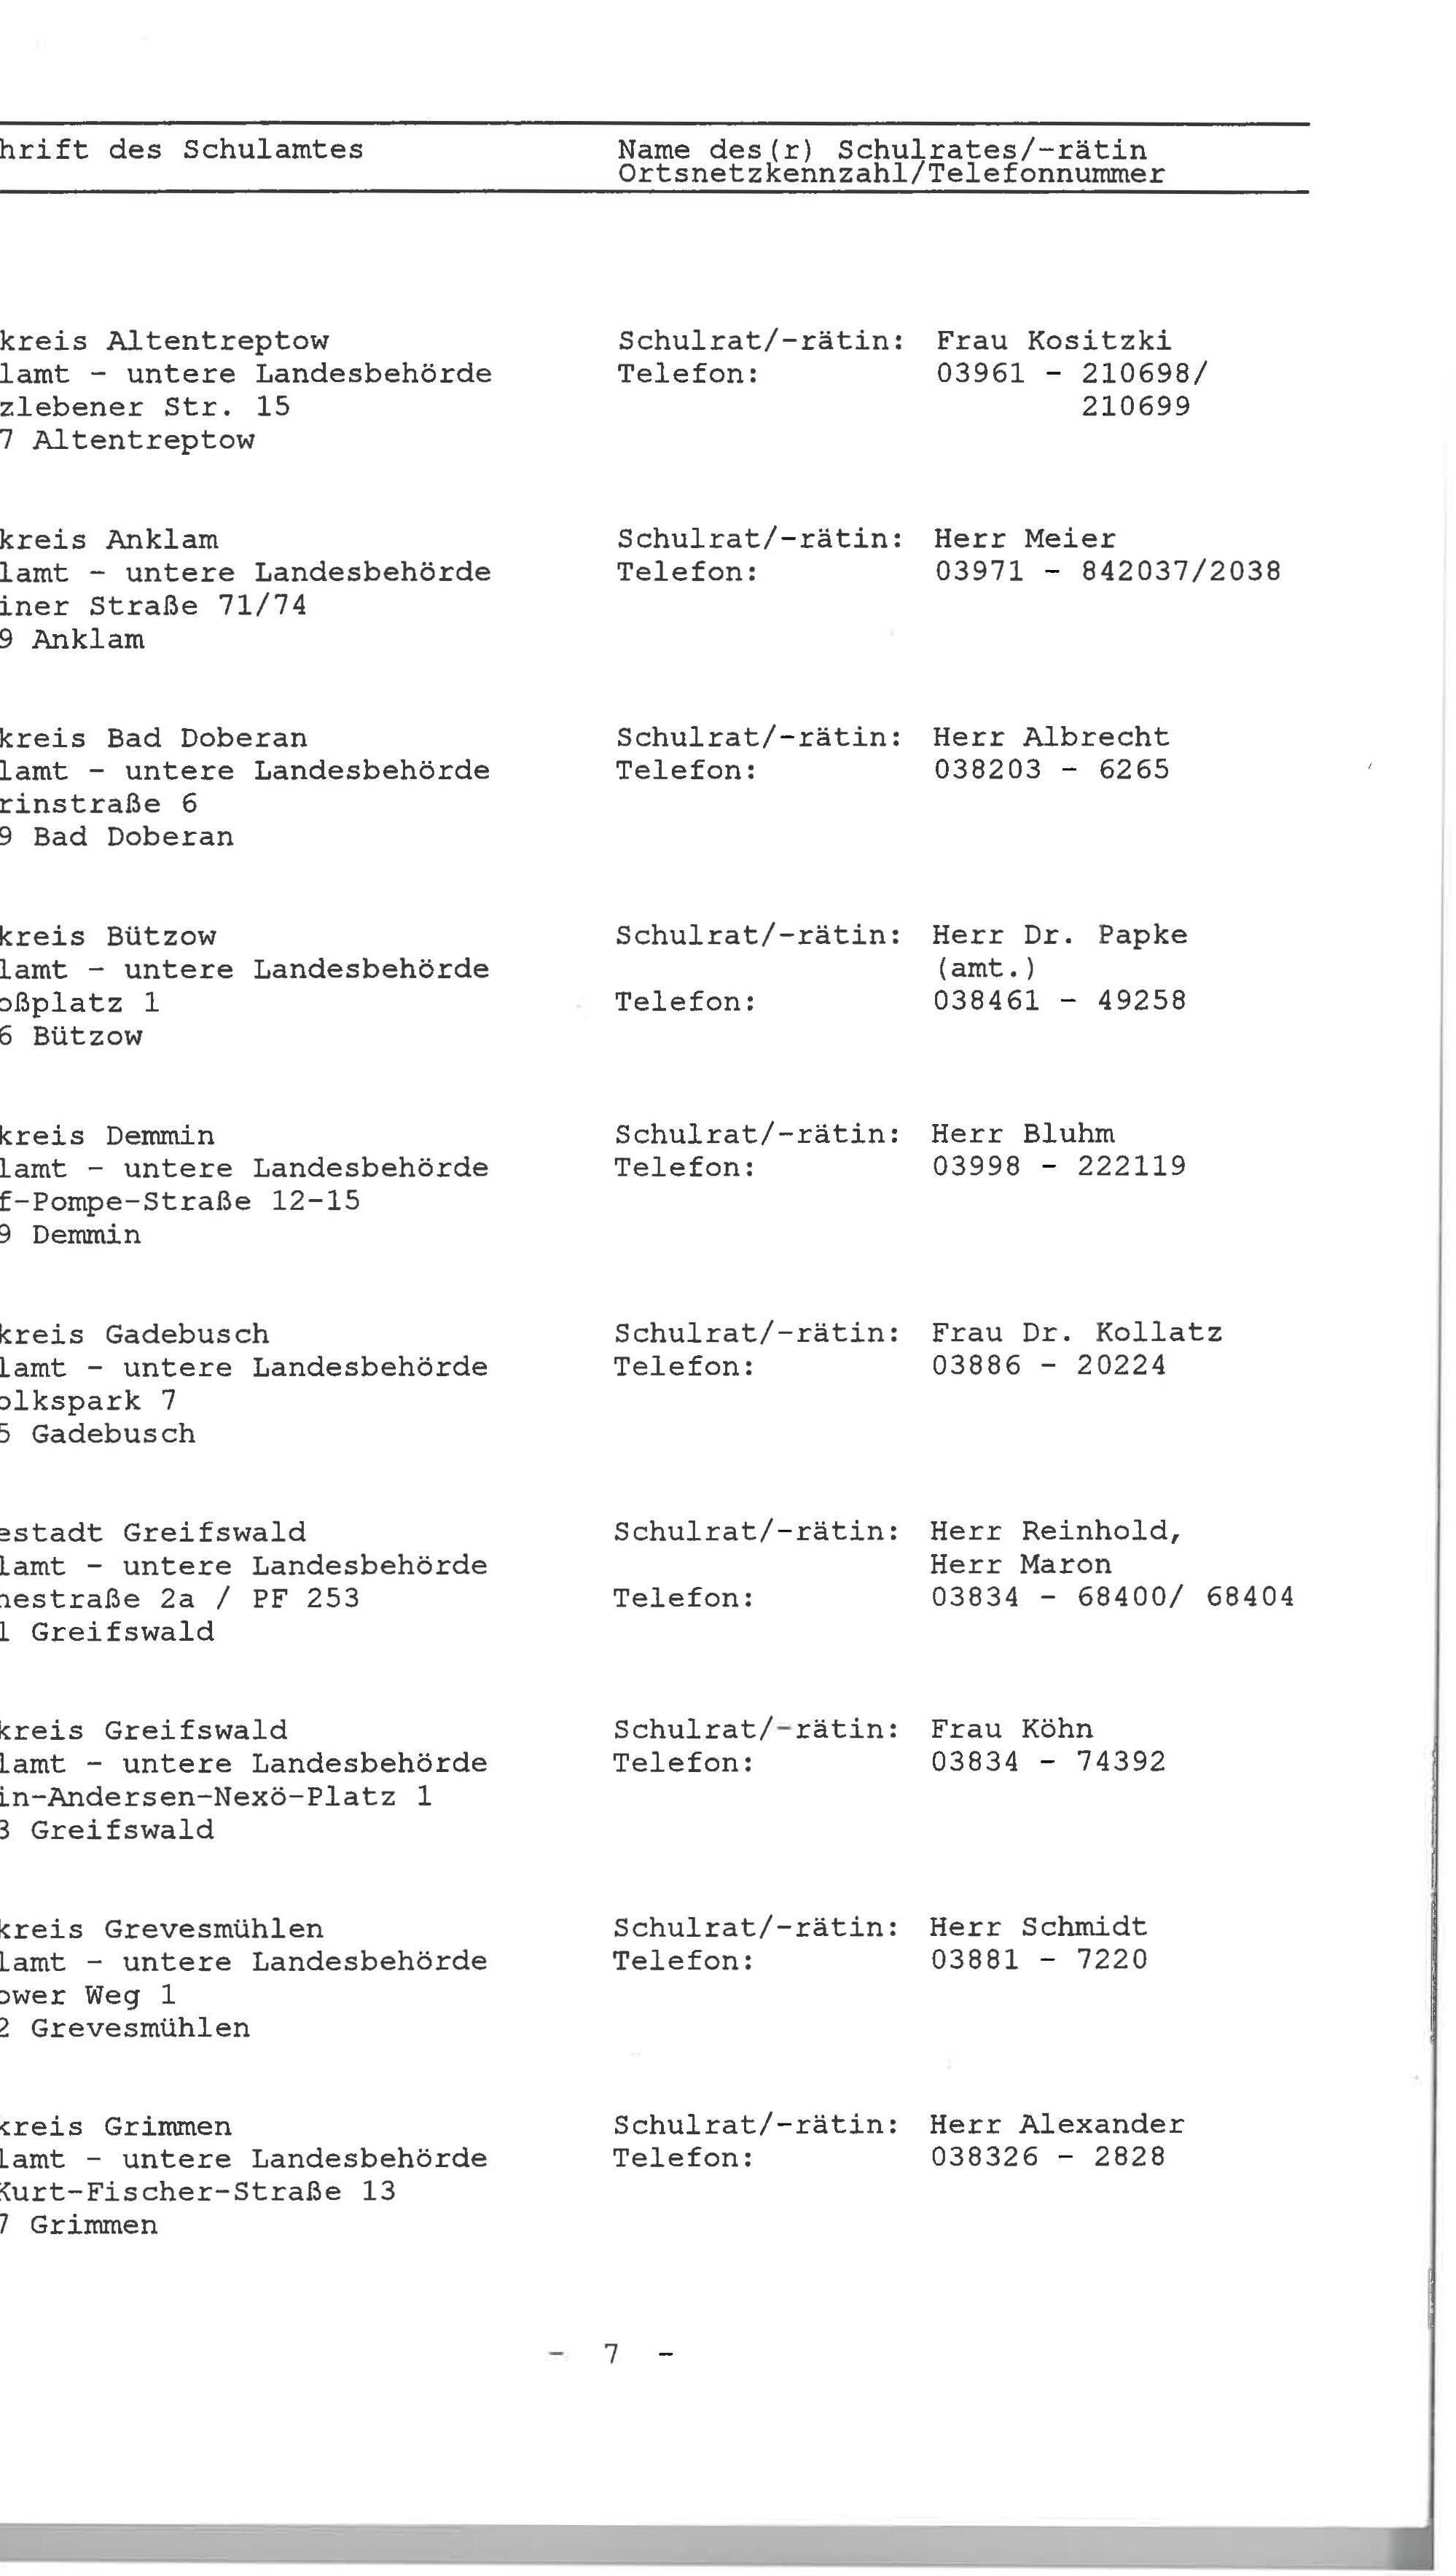 hrift des Schulamtes
Name des(r) Schulrates/-rätin
Ortsnetzkennzahl/Telefonnummer
kreis Altentreptow Schulrat/-rätin: Frau Kositzki
lamt - untere Landesbehörde Telefon: 03961 - 210698/
zlebener Str. 15 210699
7 Altentreptow
kreis Anklam Schulrat/-rätin: Herr Meier
lamt - untere Landesbehörde Telefon: 03971 - 842037/2038
iner Straße 71/74
9 Anklam
kreis Bad Doberan Schulrat/-rätin: Herr Albrecht
lamt - untere Landesbehörde Telefon: 038203 - 6265
rinstraße 6
9 Bad Doberan
kreis Bützow Schulrat/-rätin: Herr Dr. Papke
lamt - untere Landesbehörde (amt.)
oßplatz 1 Telefon: 038461 - 49258
6 Bützow
kreis Demmin Schulrat/-rätin: Herr Bluhm
lamt - untere Landesbehörde Telefon: 03998 - 222119
f-Pompe-Straße 12-15
9 Demmin
kreis Gadebusch Schulrat/-rätin: Frau Dr. Kollatz
lamt - untere Landesbehörde Telefon: 03886 - 20224
olkspark 7
5 Gadebusch
estadt Greifswald Schulrat/-rätin: Herr Reinhold,
lamt - untere Landesbehörde Herr Maron
hestraße 2a / PF 253 Telefon: 03834 - 68400/ 68404
1 Greifswald
kreis Greifswald Schulrat/-rätin: Frau Köhn
lamt - untere Landesbehörde Telefon: 03834 - 74392
in-Andersen-Nexö-Platz 1
3 Greifswald
kreis Grevesmühlen Schulrat/-rätin: Herr Schmidt
lamt - untere Landesbehörde Telefon: 03881 - 7220
ower Weg 1
2 Grevesmühlen
kreis Grimmen Schulrat/-rätin: Herr Alexander
lamt - untere Landesbehörde Telefon: 038326 - 2828
Kurt-Fischer-Straße 13
7 Grimmen
- 7 -